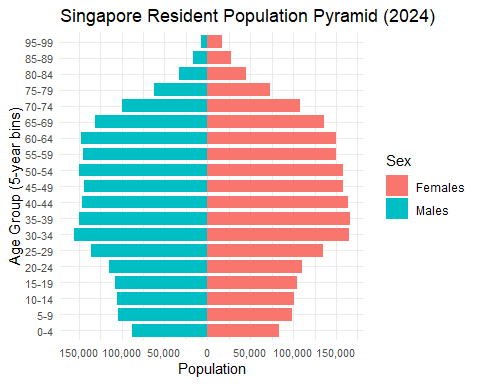 Singapore Resident Population Pyramid (2024)
95-99
85-89
80-84
75-79
70-74
65-69
60-64
55-59
50-54
45-49
40-44
35-39
30-34
25-29
20-24
15-19
10-14
5-9
0-4
Age Group (5-year bins)
150,000 100,000 50,000 0 50,000 100,000 150,000
Population
Sex
Females
Males